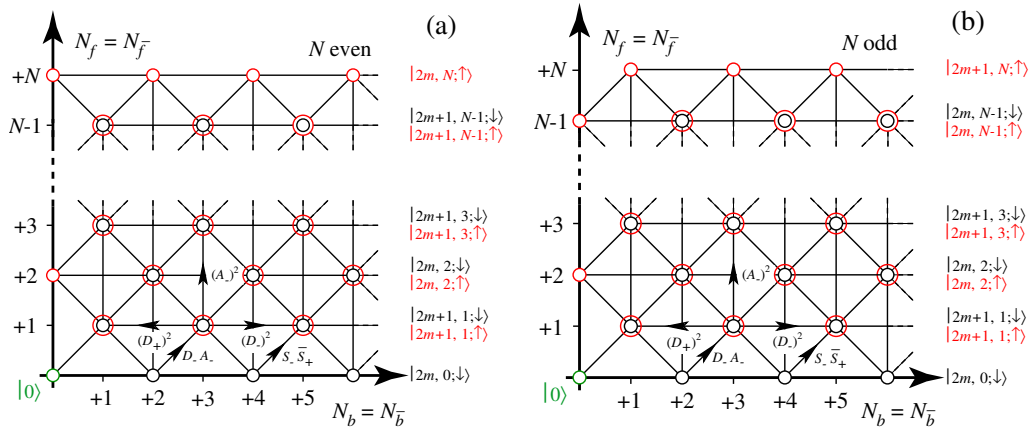 (a)
N_f = N_f̄
N even
+N
|2m, N;↑⟩
N-1
|2m+1, N-1;↓⟩
|2m+1, N-1;↑⟩
+3
|2m+1, 3;↓⟩
|2m+1, 3;↑⟩
+2
(A_-)²
|2m, 2;↓⟩
|2m, 2;↑⟩
+1
(D_+)²
(D_-)²
|2m+1, 1;↓⟩
|2m+1, 1;↑⟩
D_- A_-
S_- S̄_+
|0⟩
|2m, 0;↓⟩
+1 +2 +3 +4 +5
N_b = N_b̄
(b)
N_f = N_f̄
N odd
+N
|2m+1, N;↑⟩
N-1
|2m, N-1;↓⟩
|2m, N-1;↑⟩
+3
|2m+1, 3;↓⟩
|2m+1, 3;↑⟩
+2
(A_-)²
|2m, 2;↓⟩
|2m, 2;↑⟩
+1
(D_+)²
(D_-)²
|2m+1, 1;↓⟩
|2m+1, 1;↑⟩
D_- A_-
S_- S̄_+
|0⟩
|2m, 0;↓⟩
+1 +2 +3 +4 +5
N_b = N_b̄